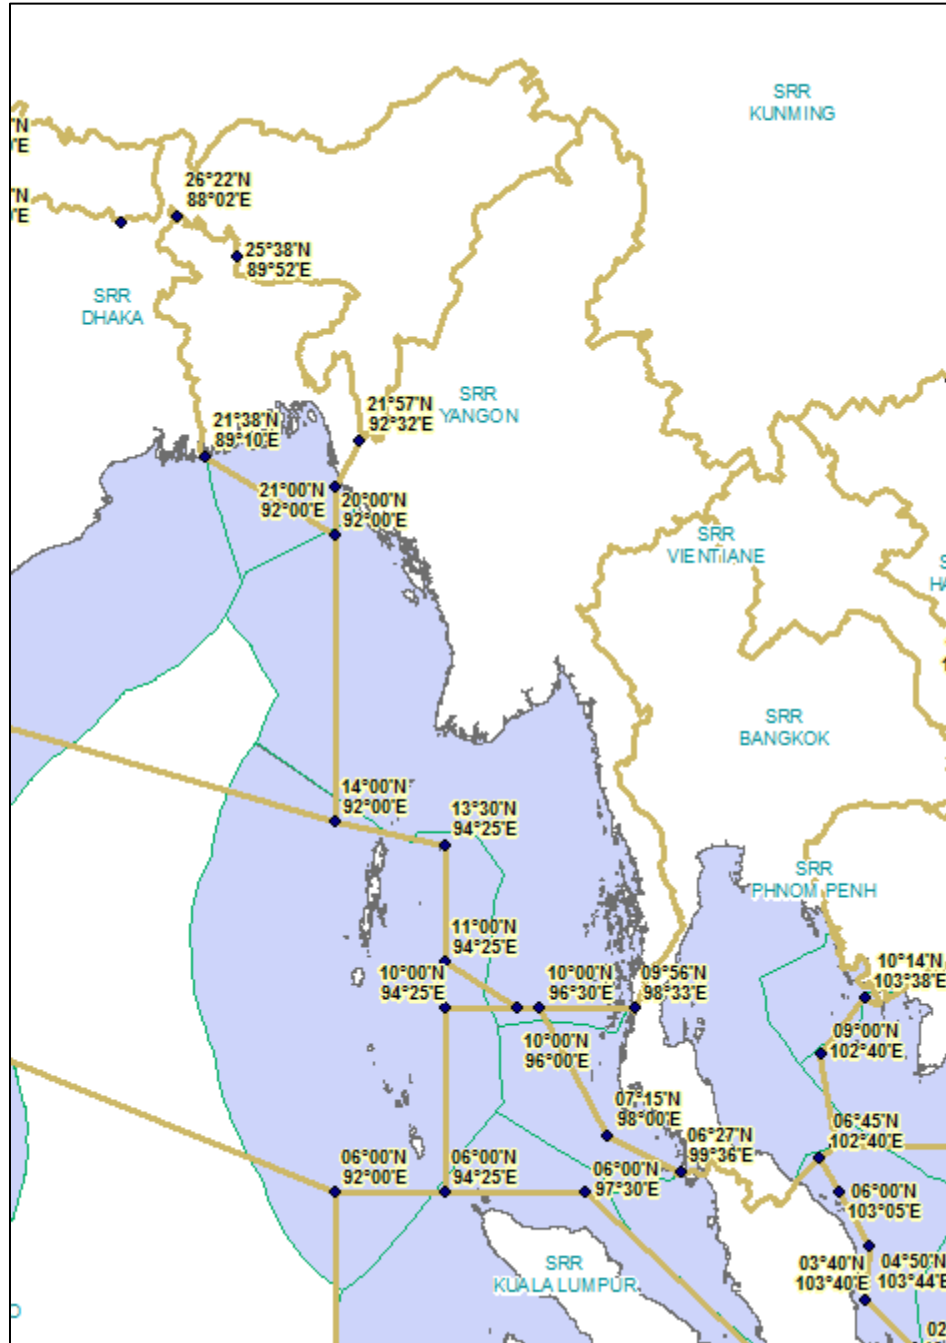 SRR
KUNMING
'N
'E
26°22'N
88°02'E
'N
'E
25°38'N
89°52'E
SRR
DHAKA
SRR
YANGON
21°57'N
92°32'E
21°38'N
89°10'E
21°00'N
92°00'E
20°00'N
92°00'E
SRR
VIENTIANE
S
HA
SRR
BANGKOK
14°00'N
92°00'E
13°30'N
94°25'E
SRR
PHNOM PENH
11°00'N
94°25'E
10°00'N
94°25'E
10°00'N
96°30'E
09°56'N
98°33'E
10°14'N
103°38'E
10°00'N
96°00'E
09°00'N
102°40'E
07°15'N
98°00'E
06°45'N
102°40'E
06°27'N
99°36'E
06°00'N
92°00'E
06°00'N
94°25'E
06°00'N
97°30'E
06°00'N
103°05'E
SRR
KUALA LUMPUR
03°40'N
103°40'E
04°50'N
103°44'E
O
02